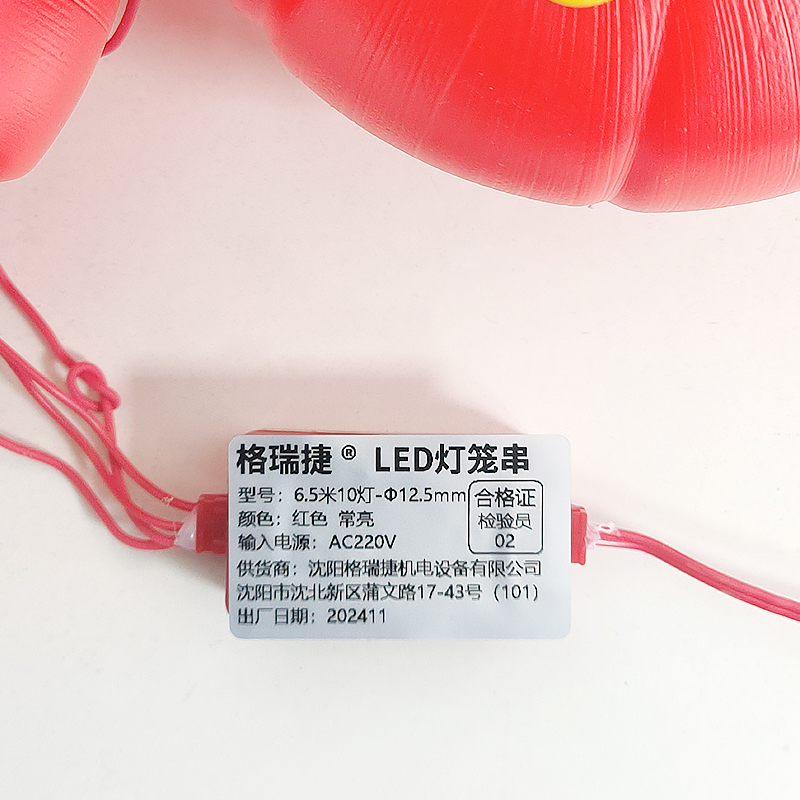 格瑞捷® LED灯笼串
型号：6.5米10灯-Φ12.5mm
颜色：红色 常亮
输入电源：AC220V
合格证
检验员
02
供货商：沈阳格瑞捷机电设备有限公司
沈阳市沈北新区蒲文路17-43号（101）
出厂日期：202411